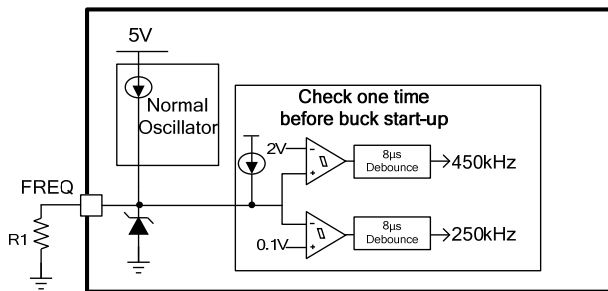 5V
Normal
Oscillator
Check one time
before buck start-up
2V
-
+
8μs
Debounce
450kHz
FREQ
R1
-
0.1V
+
8μs
Debounce
250kHz